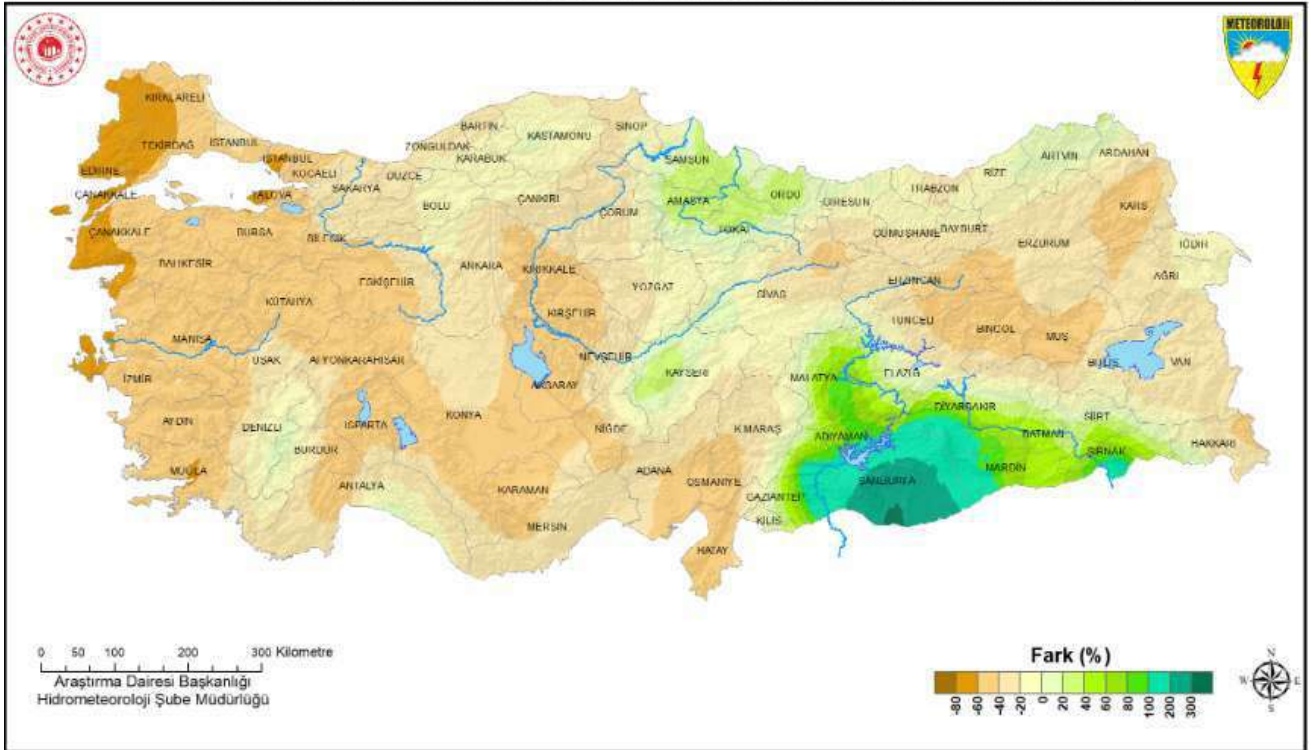 METEOROLOJİ
KIRKLARELİ
TEKİRDAĞ
İSTANBUL
EDİRNE
İSTANBUL
KOCAELİ
YALOVA
ÇANAKKALE
ÇANAKKALE
SAKARYA
DÜZCE
ZONGULDAK
BARTIN
KARABÜK
KASTAMONU
SİNOP
SAMSUN
AMASYA
ORDU
TOKAT
GİRESUN
TRABZON
RİZE
ARTVİN
ARDAHAN
KARS
IĞDIR
AĞRI
ERZURUM
BAYBURT
GÜMÜŞHANE
ERZİNCAN
BOLU
ÇANKIRI
ÇORUM
BURSA
BİLECİK
BALIKESİR
ESKİŞEHİR
ANKARA
KIRIKKALE
YOZGAT
SİVAS
TUNCELİ
BİNGÖL
MUŞ
BİTLİS
VAN
KÜTAHYA
KIRŞEHİR
MANİSA
UŞAK
AFYONKARAHİSAR
NEVŞEHİR
KAYSERİ
MALATYA
ELAZIĞ
İZMİR
AKSARAY
DİYARBAKIR
SİİRT
AYDIN
DENİZLİ
ISPARTA
KONYA
NİĞDE
K.MARAŞ
ADIYAMAN
BATMAN
ŞIRNAK
HAKKARİ
BURDUR
MUĞLA
ANTALYA
KARAMAN
ADANA
OSMANİYE
GAZİANTEP
ŞANLIURFA
MARDİN
MERSİN
KİLİS
HATAY
0 50 100 200 300 Kilometre
Araştırma Dairesi Başkanlığı
Hidrometeoroloji Şube Müdürlüğü
Fark (%)
-80 -60 -40 -20 0 20 40 60 80 100 200 300
N
W E
S